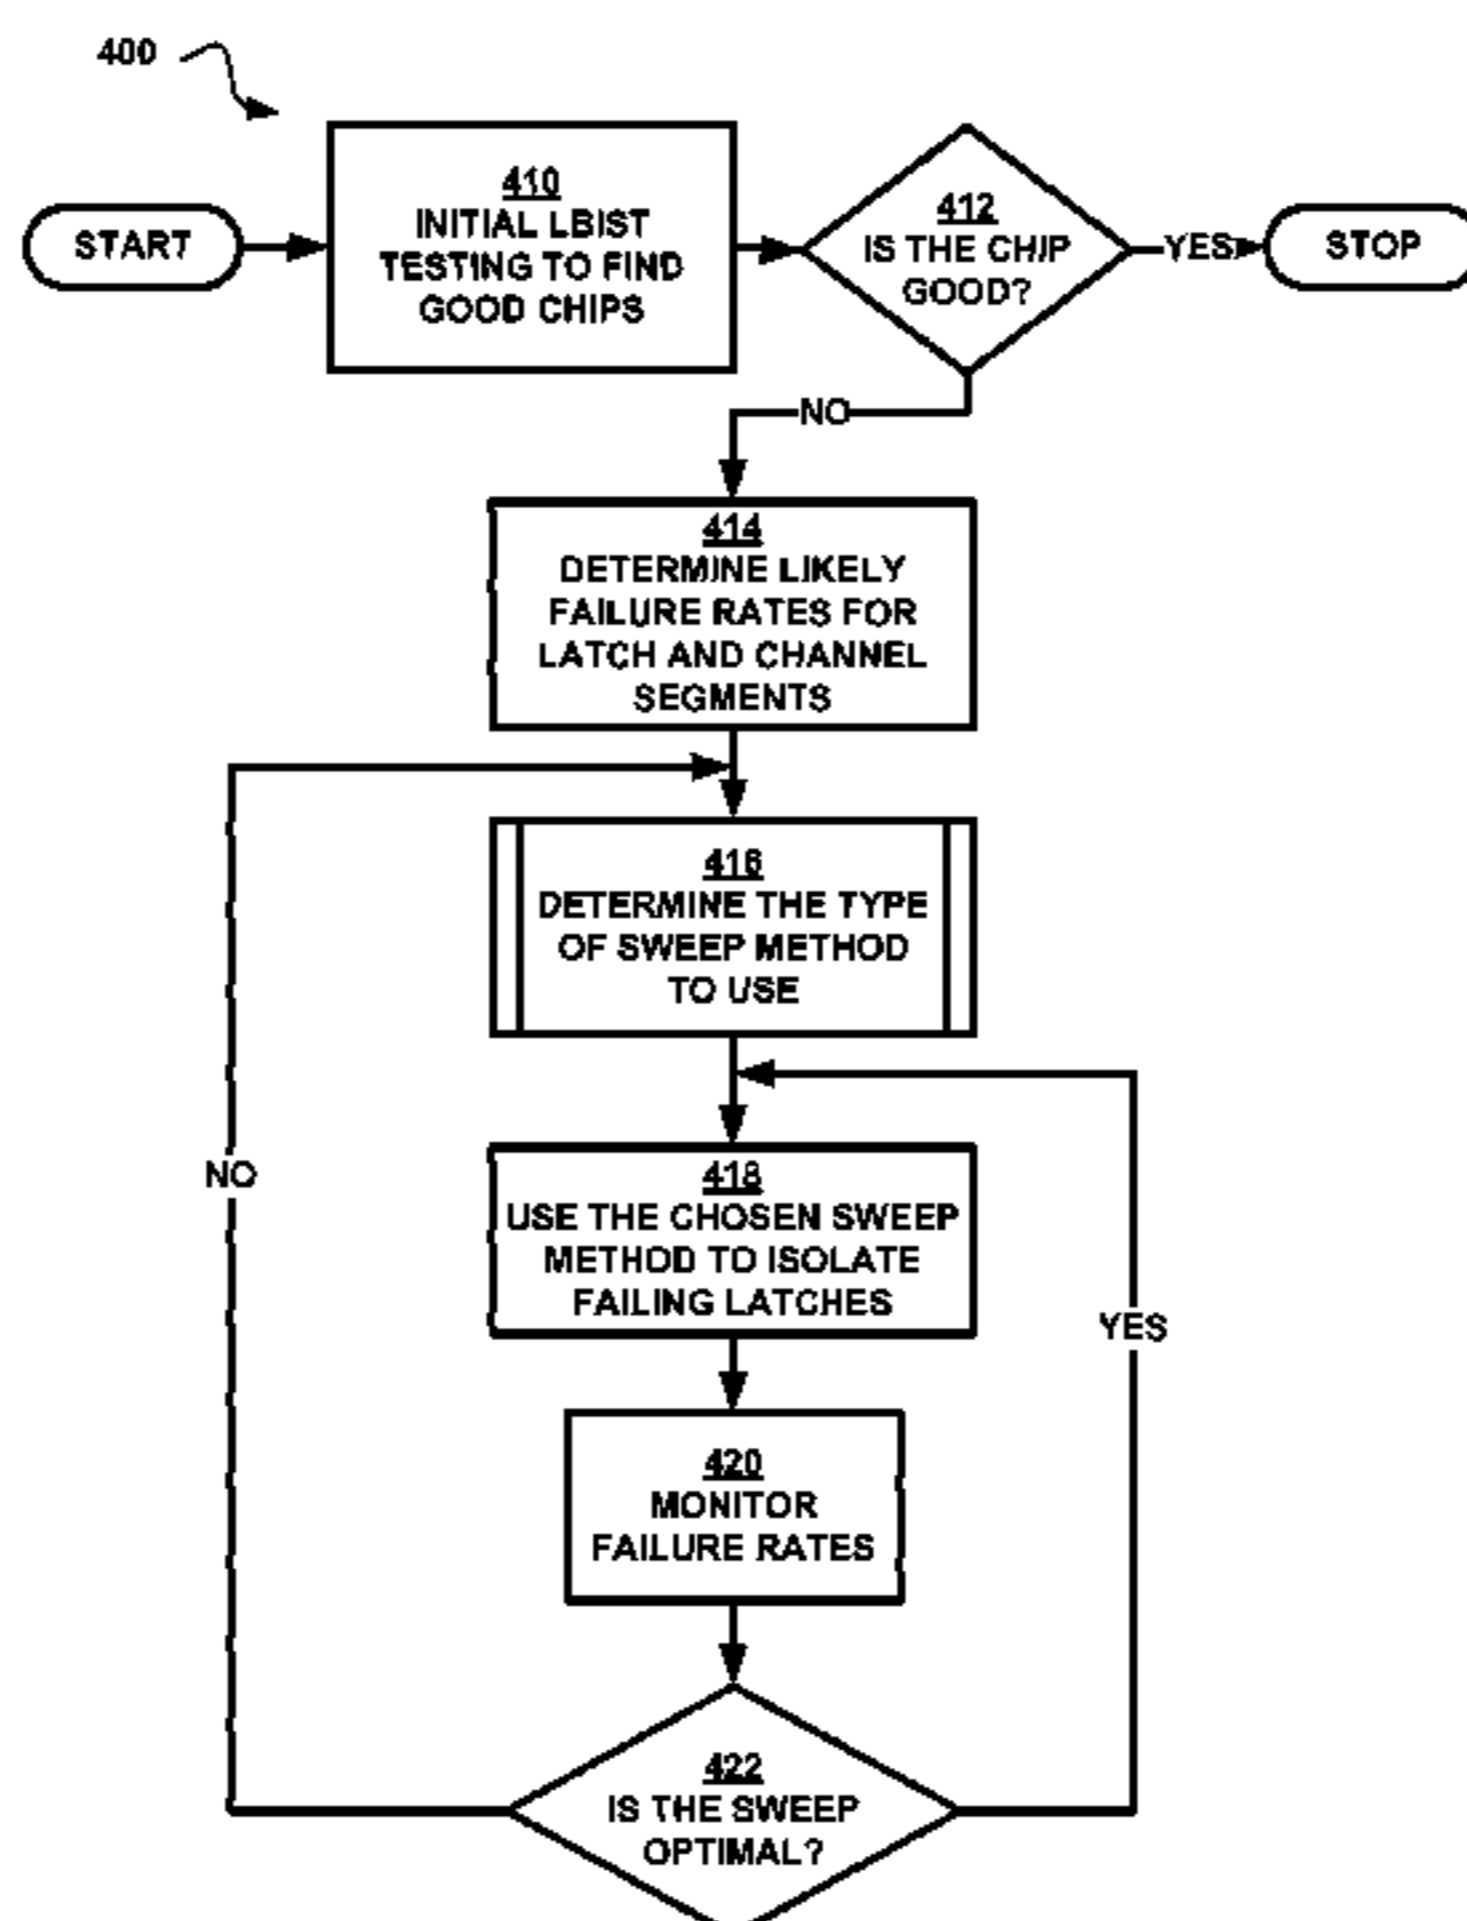 400
START
410
INITIAL LBIST
TESTING TO FIND
GOOD CHIPS
412
IS THE CHIP
GOOD?
YES
STOP
NO
414
DETERMINE LIKELY
FAILURE RATES FOR
LATCH AND CHANNEL
SEGMENTS
416
DETERMINE THE TYPE
OF SWEEP METHOD
TO USE
418
USE THE CHOSEN SWEEP
METHOD TO ISOLATE
FAILING LATCHES
NO
YES
420
MONITOR
FAILURE RATES
422
IS THE SWEEP
OPTIMAL?